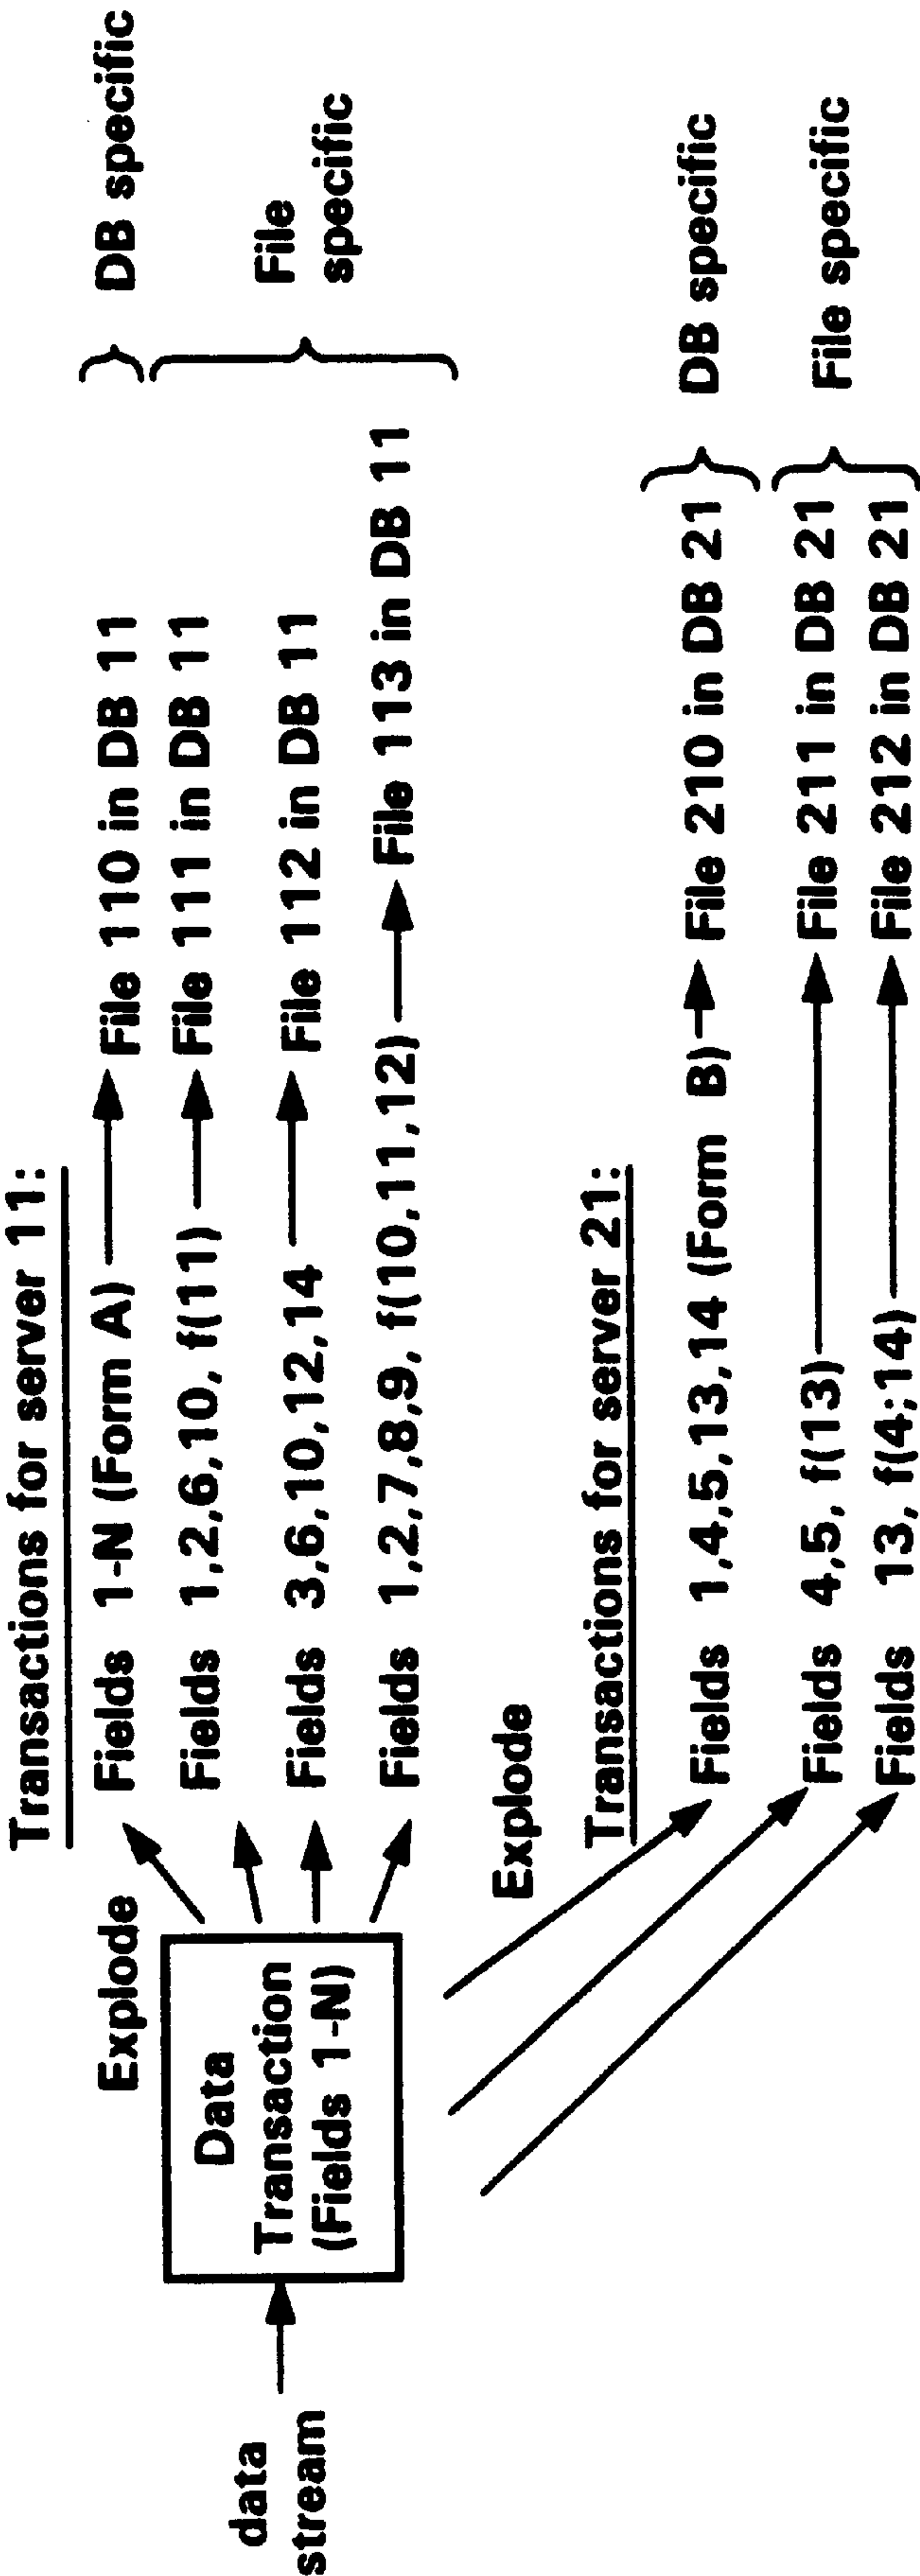 data
stream
Data
Transaction
(Fields 1-N)
Explode
Transactions for server 11:
Fields 1-N (Form A) File 110 in DB 11
Fields 1,2,6,10, f(11) File 111 in DB 11
Fields 3,6,10,12,14 File 112 in DB 11
Fields 1,2,7,8,9, f(10,11,12) File 113 in DB 11
DB specific
File
specific
Explode
Transactions for server 21:
Fields 1,4,5,13,14 (Form B) File 210 in DB 21
Fields 4,5, f(13) File 211 in DB 21
Fields 13, f(4;14) File 212 in DB 21
DB specific
File specific